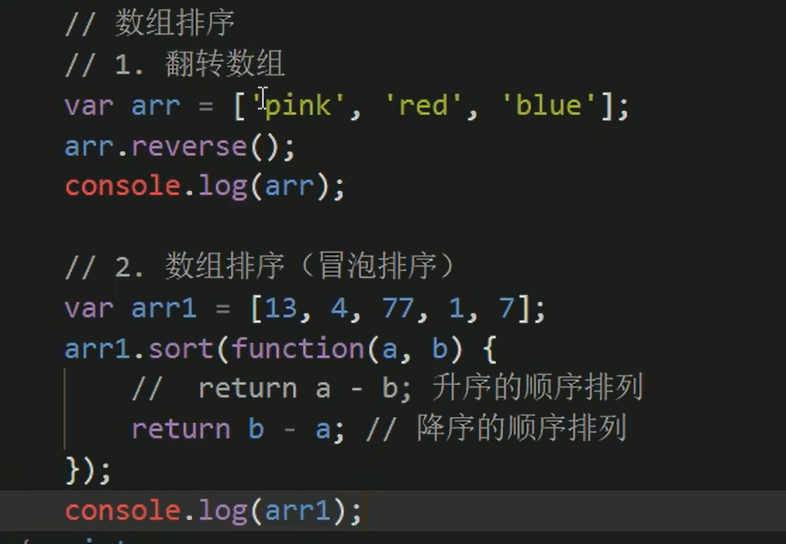 // 数组排序
// 1. 翻转数组
var arr = ['pink', 'red', 'blue'];
arr.reverse();
console.log(arr);
// 2. 数组排序（冒泡排序）
var arr1 = [13, 4, 77, 1, 7];
arr1.sort(function(a, b) {
//  return a - b; 升序的顺序排列
return b - a; // 降序的顺序排列
});
console.log(arr1);